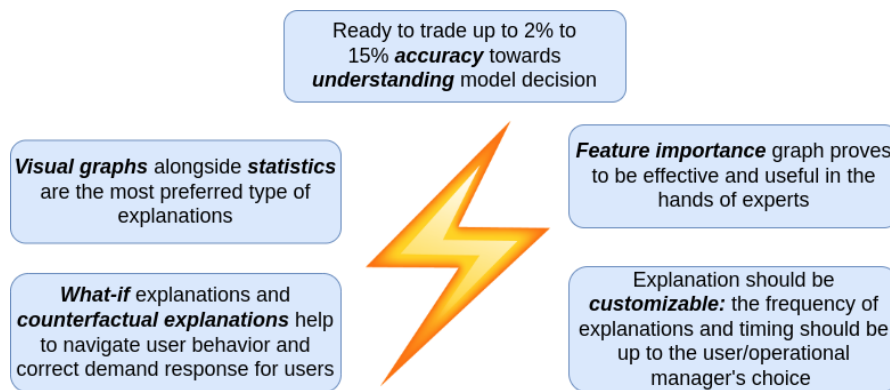 Ready to trade up to 2% to
15% accuracy towards
understanding model decision
Visual graphs alongside statistics
are the most preferred type of
explanations
Feature importance graph proves
to be effective and useful in the
hands of experts
What-if explanations and
counterfactual explanations help
to navigate user behavior and
correct demand response for users
Explanation should be
customizable: the frequency of
explanations and timing should be
up to the user/operational
manager's choice